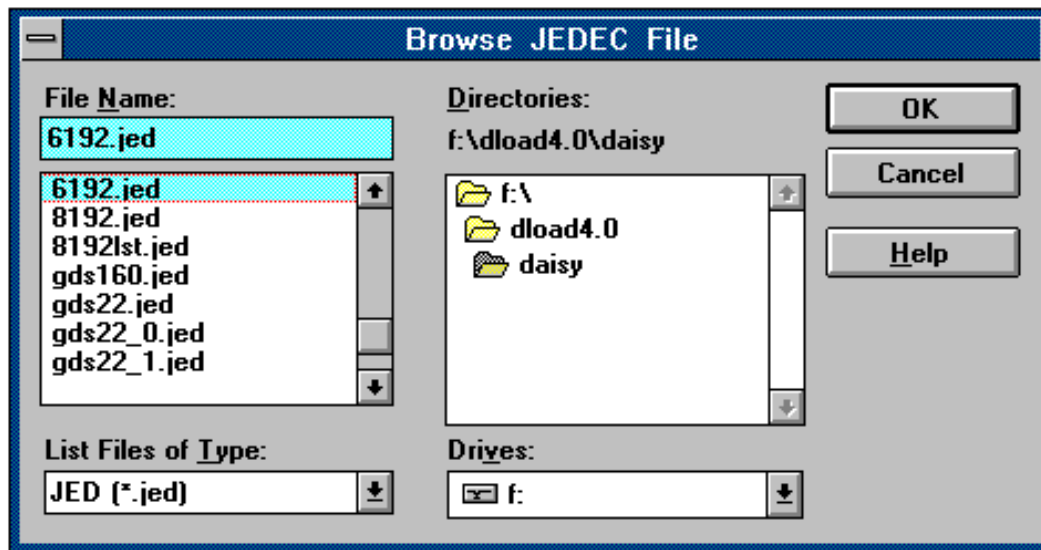 Browse JEDEC File
File Name:
6192.jed
6192.jed
8192.jed
8192lst.jed
gds160.jed
gds22.jed
gds22_0.jed
gds22_1.jed
List Files of Type:
JED (*.jed)
Directories:
f:\dload4.0\daisy
f:\
dload4.0
daisy
Drives:
f:
OK
Cancel
Help